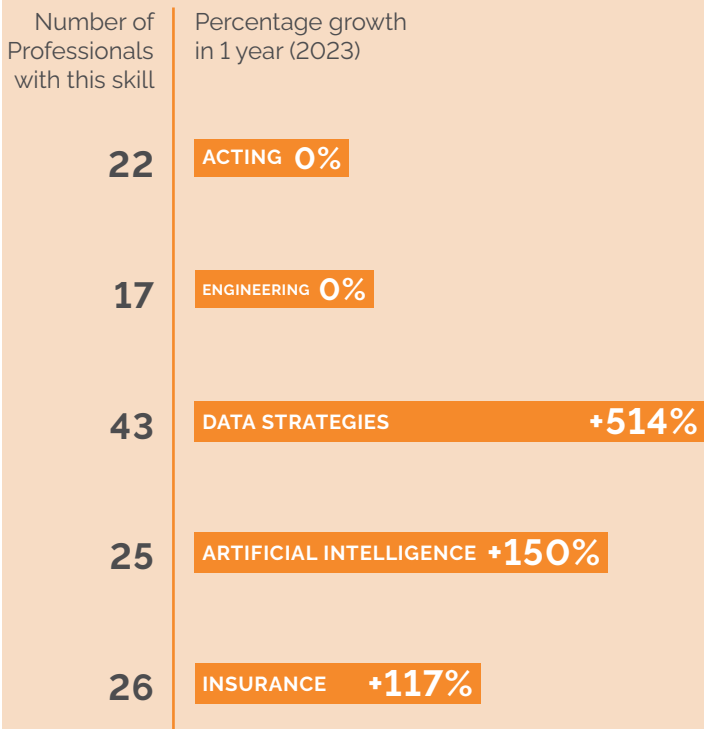 Number of
Professionals
with this skill
Percentage growth
in 1 year (2023)
22
ACTING 0%
17
ENGINEERING 0%
43
DATA STRATEGIES +514%
25
ARTIFICIAL INTELLIGENCE +150%
26
INSURANCE +117%